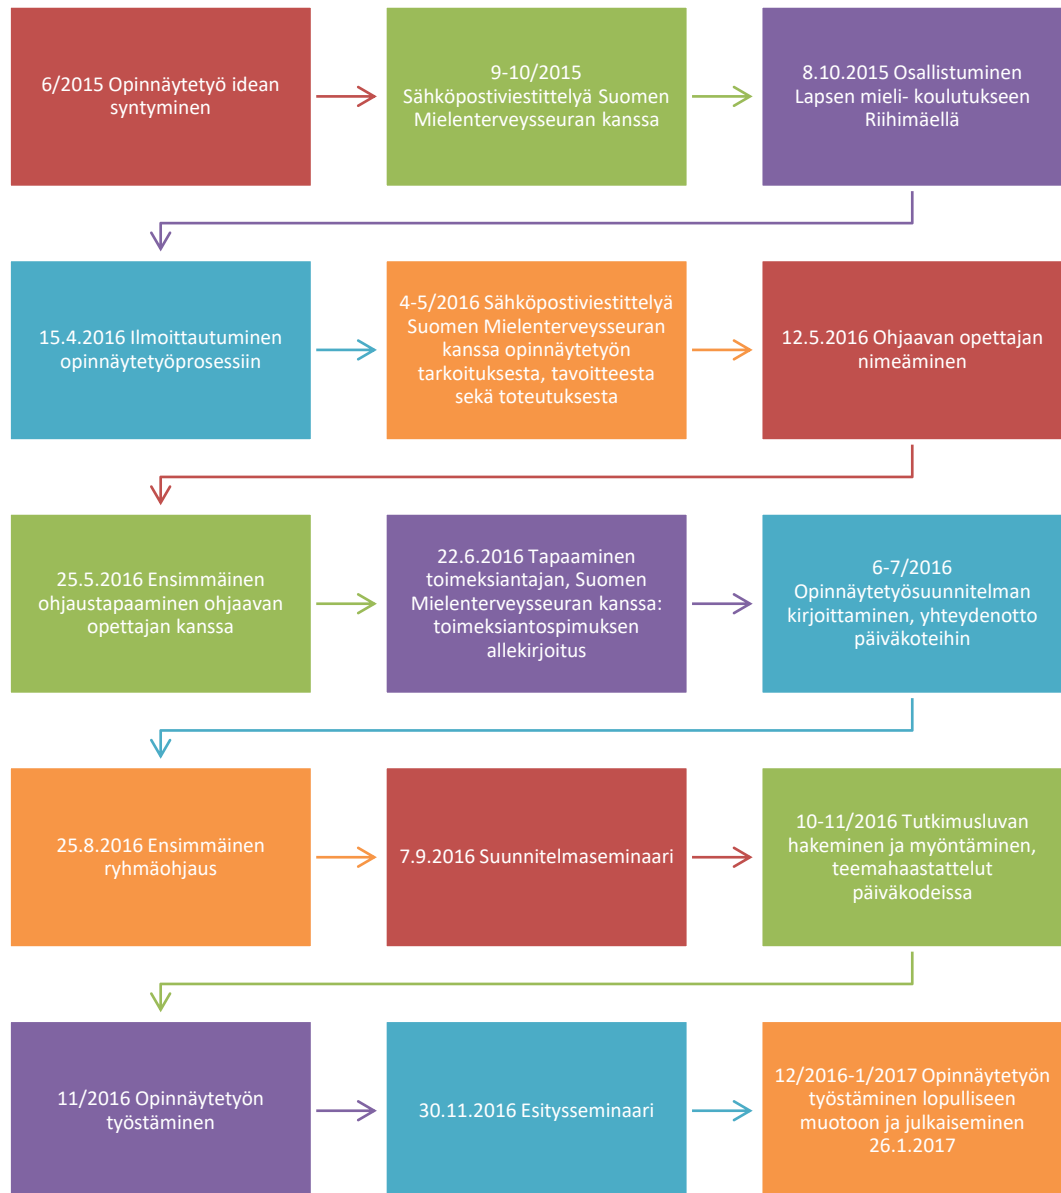 6/2015 Opinnäytetyö idean
syntyminen
9-10/2015
Sähköpostiviestittelyä Suomen
Mielenterveysseuran kanssa
8.10.2015 Osallistuminen
Lapsen mieli- koulutukseen
Riihimäellä
15.4.2016 Ilmoittautuminen
opinnäytetyöprosessiin
4-5/2016 Sähköpostiviestittelyä
Suomen Mielenterveysseuran
kanssa opinnäytetyön
tarkoituksesta, tavoitteesta
sekä toteutuksesta
12.5.2016 Ohjaavan opettajan
nimeäminen
25.5.2016 Ensimmäinen
ohjaustapaaminen ohjaavan
opettajan kanssa
22.6.2016 Tapaaminen
toimeksiantajan, Suomen
Mielenterveysseuran kanssa:
toimeksiantospimuksen
allekirjoitus
6-7/2016
Opinnäytetyösuunnitelman
kirjoittaminen, yhteydenotto
päiväkoteihin
25.8.2016 Ensimmäinen
ryhmäohjaus
7.9.2016 Suunnitelmaseminaari
10-11/2016 Tutkimusluvan
hakeminen ja myöntäminen,
teemahaastattelut
päiväkodeissa
11/2016 Opinnäytetyön
työstäminen
30.11.2016 Esitysseminaari
12/2016-1/2017 Opinnäytetyön
työstäminen lopulliseen
muotoon ja julkaiseminen
26.1.2017